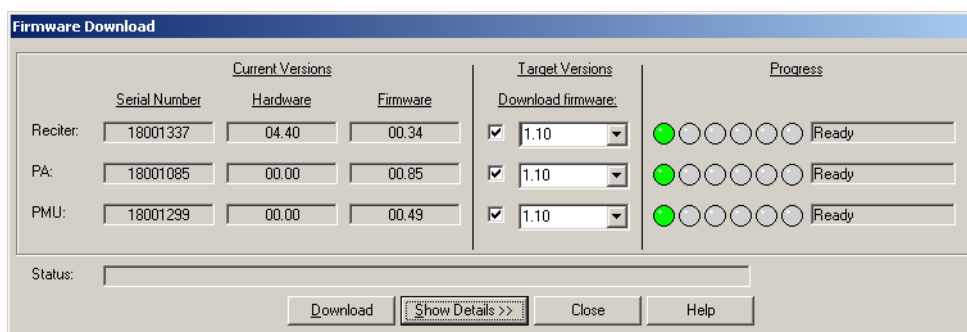 Firmware Download
Current Versions Target Versions Progress
Serial Number Hardware Firmware Download firmware:
Reciter: 18001337 04.40 00.34 1.10 Ready
PA: 18001085 00.00 00.85 1.10 Ready
PMU: 18001299 00.00 00.49 1.10 Ready
Status:
Download Show Details >> Close Help